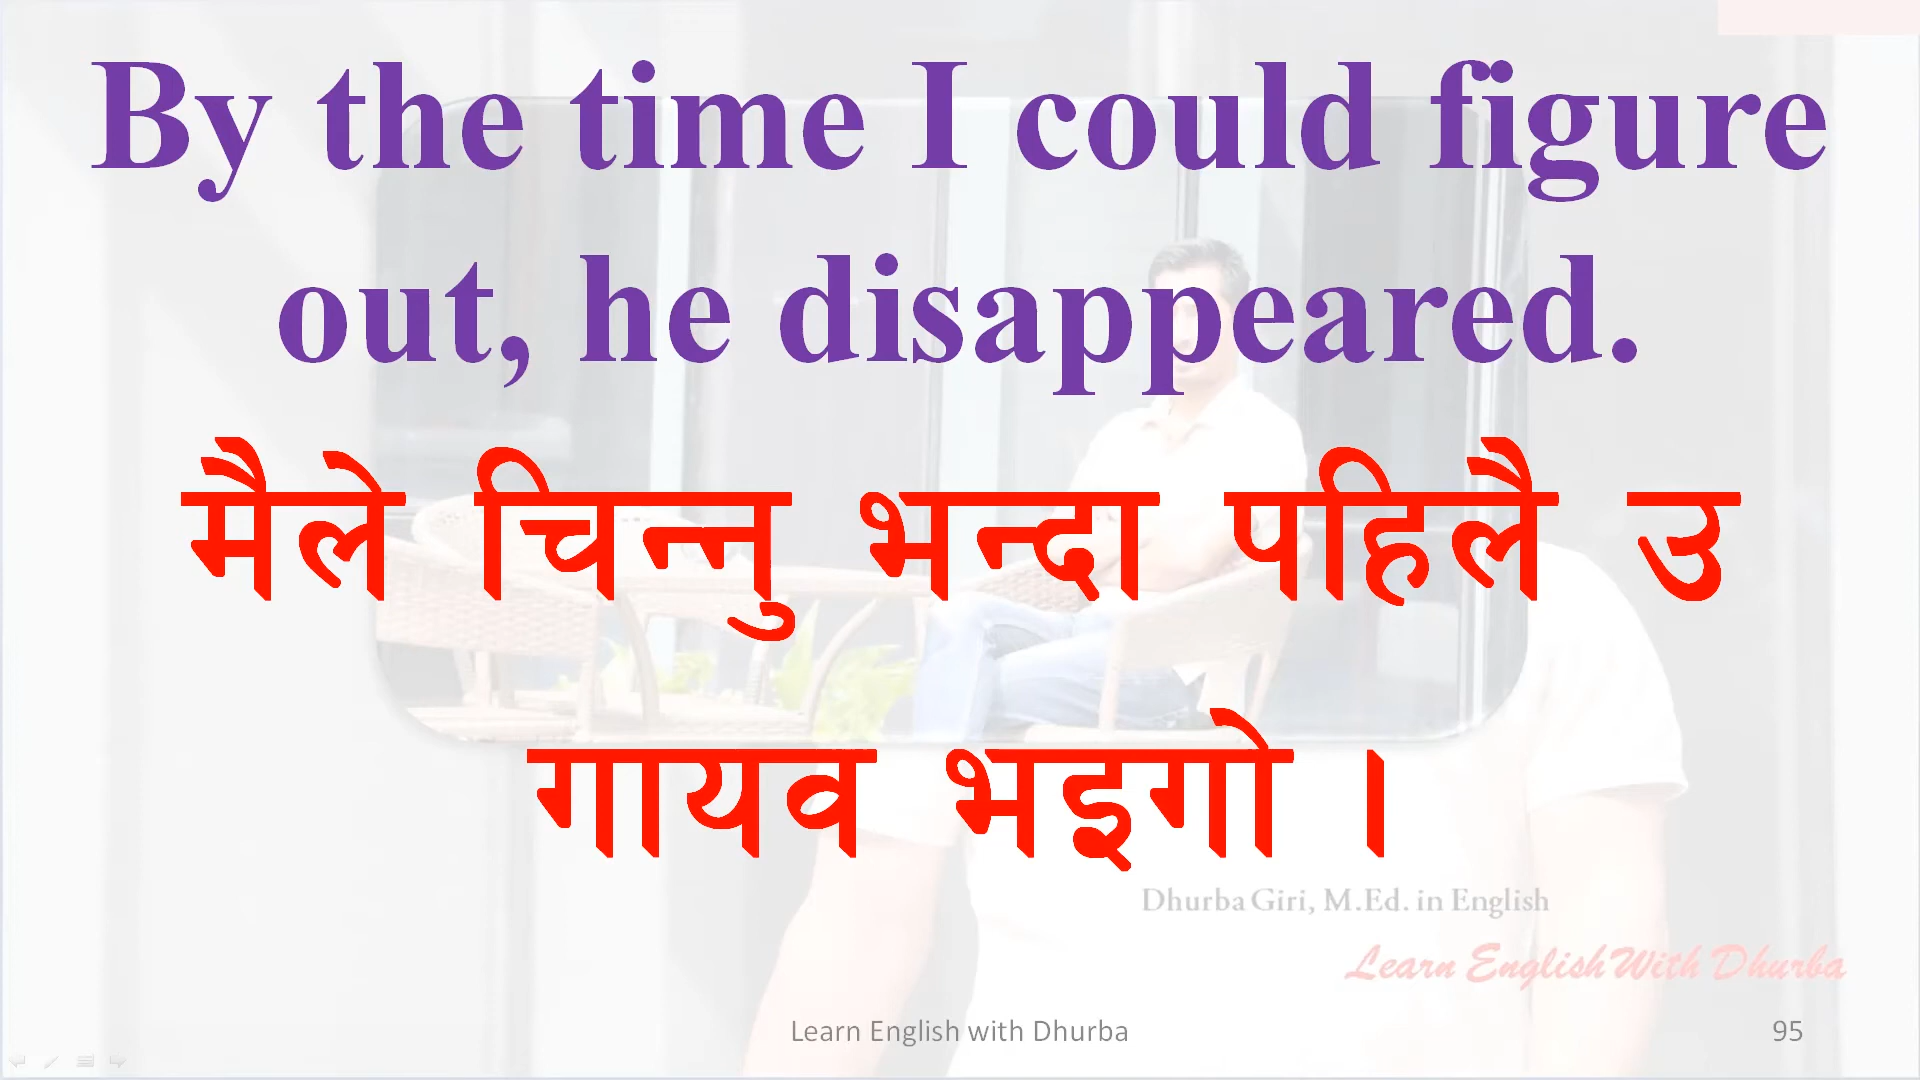 By the time I could figure
out, he disappeared.
मैले चिन्नु भन्दा पहिलै उ
गायव भइगो ।
Dhurba Giri, M.Ed. in English
Learn English With Dhurba
Learn English with Dhurba
95